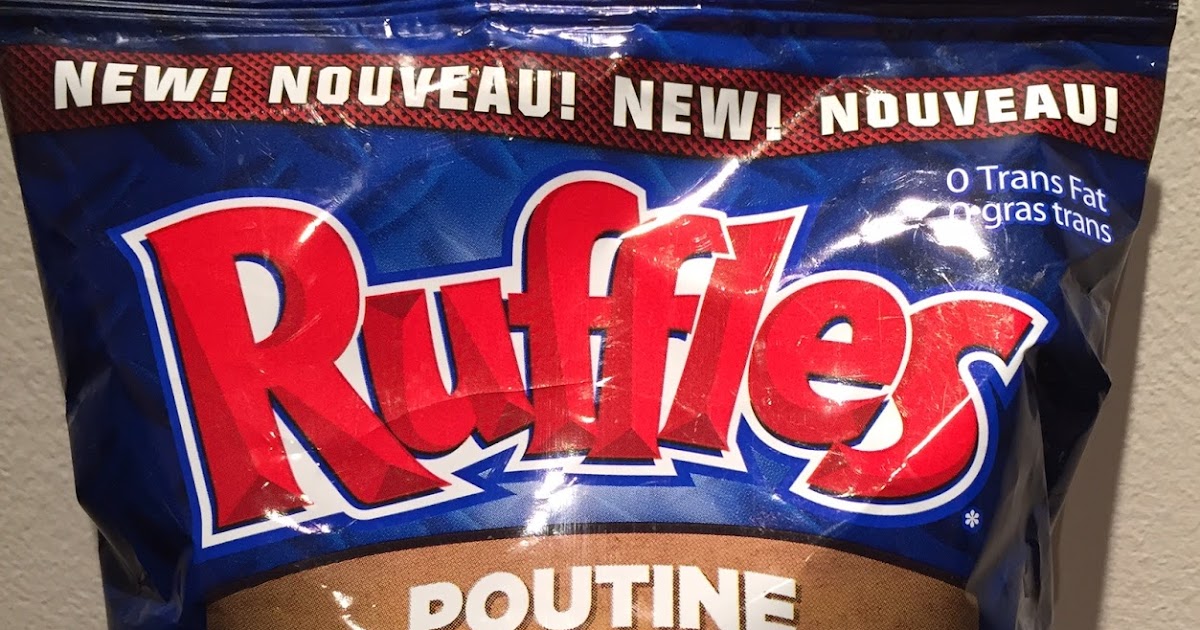 NEW! NOUVEAU! NEW! NOUVEAU!
0 Trans Fat
0 gras trans
Ruffles*
POUTINE